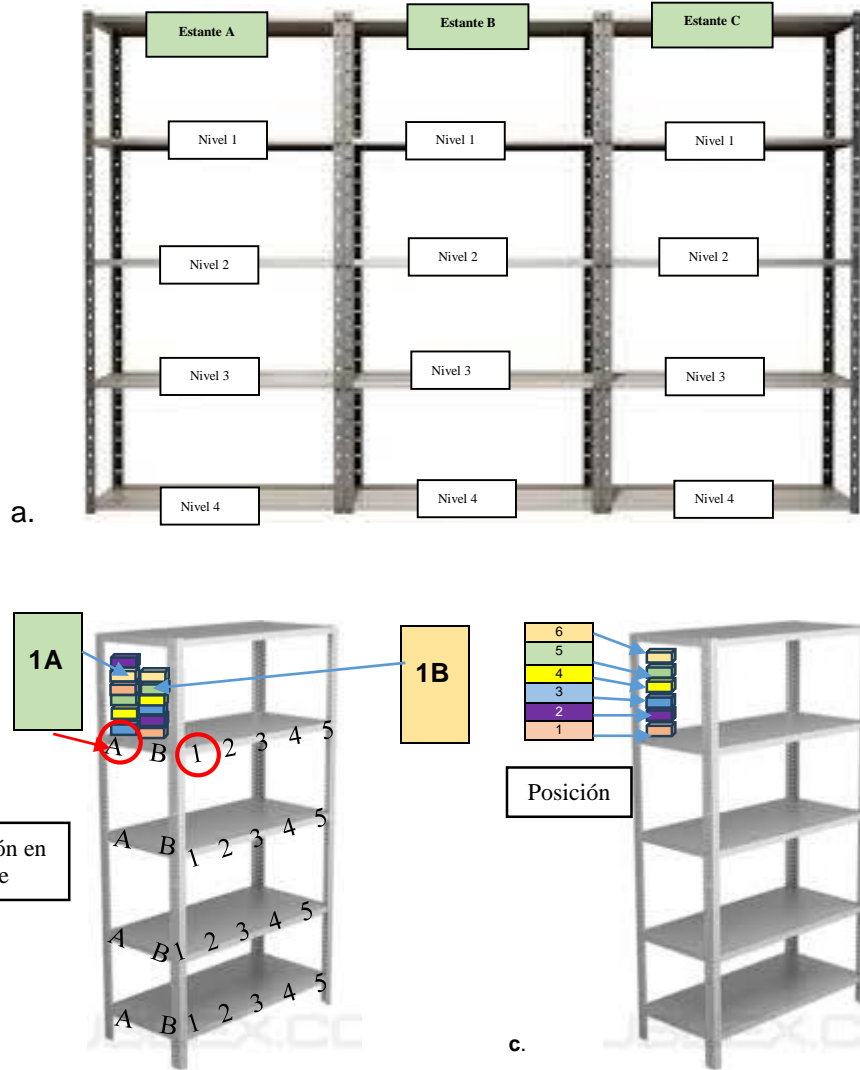 Estante A
Estante B
Estante C
Nivel 1
Nivel 1
Nivel 1
Nivel 2
Nivel 2
Nivel 2
Nivel 3
Nivel 3
Nivel 3
Nivel 4
Nivel 4
Nivel 4
a.
1A
1B
A B 1 2 3 4 5
A B 1 2 3 4 5
A B 1 2 3 4 5
A B 1 2 3 4 5
ón en
e
6
5
4
3
2
1
Posición
c.